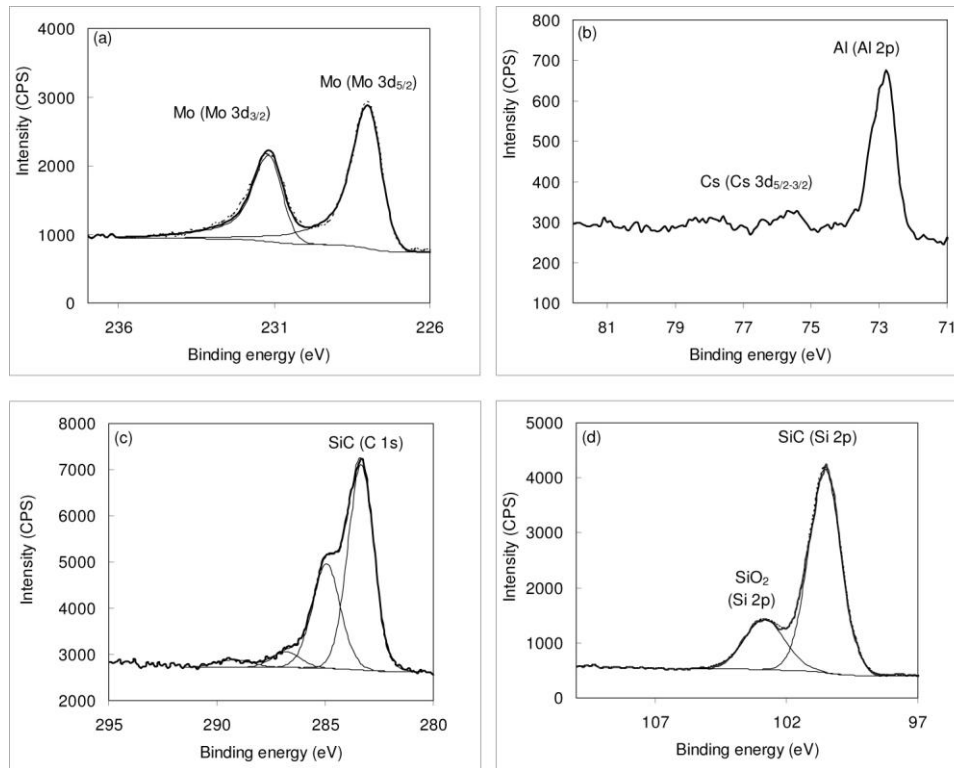 (a)
Mo (Mo 3d5/2)
Mo (Mo 3d3/2)
Intensity (CPS)
4000
3000
2000
1000
0
236
231
226
Binding energy (eV)
(b)
Al (Al 2p)
Cs (Cs 3d5/2-3/2)
Intensity (CPS)
800
700
600
500
400
300
200
100
81
79
77
75
73
71
Binding energy (eV)
(c)
SiC (C 1s)
Intensity (CPS)
8000
7000
6000
5000
4000
3000
2000
295
290
285
280
Binding energy (eV)
(d)
SiC (Si 2p)
SiO2
(Si 2p)
Intensity (CPS)
5000
4000
3000
2000
1000
0
107
102
97
Binding energy (eV)